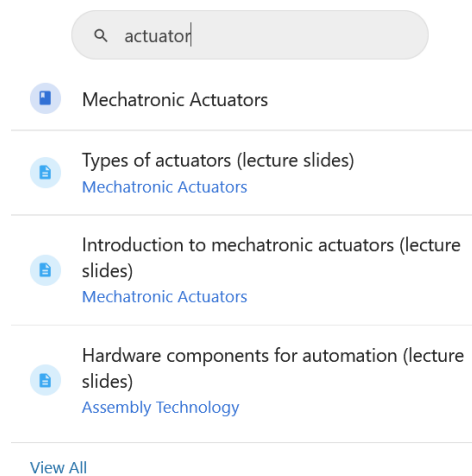 actuator
Mechatronic Actuators
Types of actuators (lecture slides)
Mechatronic Actuators
Introduction to mechatronic actuators (lecture
slides)
Mechatronic Actuators
Hardware components for automation (lecture
slides)
Assembly Technology
View All